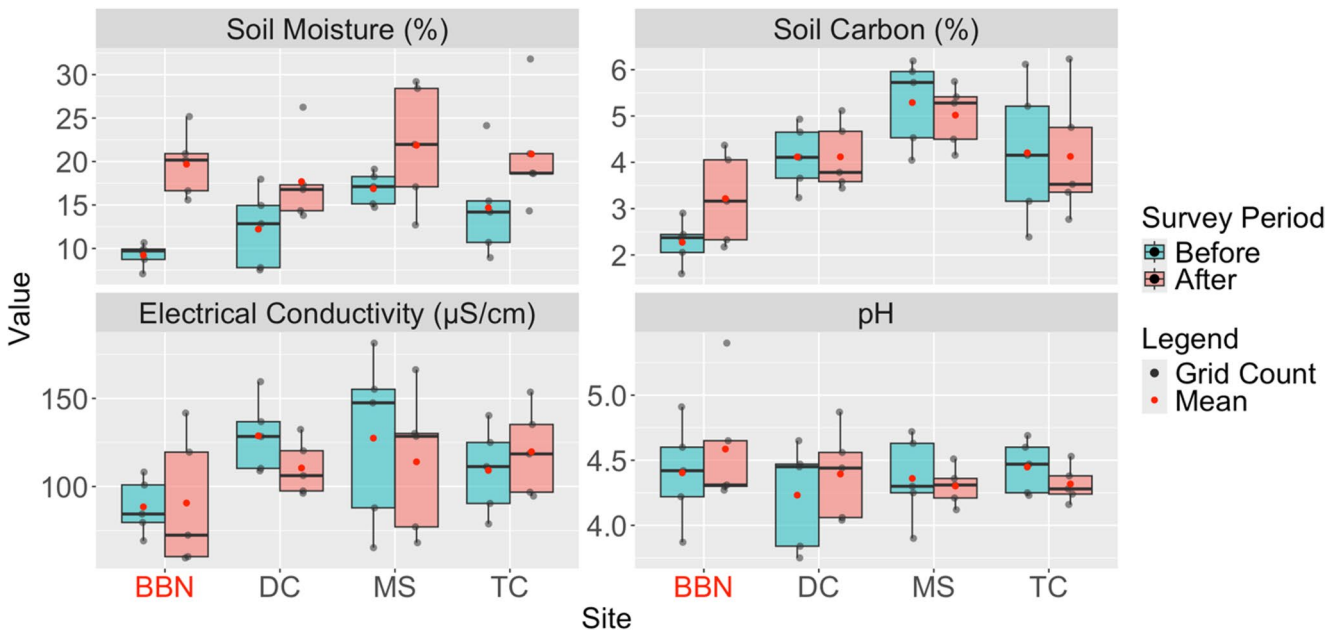 Soil Moisture (%)
Soil Carbon (%)
30
25
20
15
10
6
5
4
3
2
Value
Electrical Conductivity (µS/cm)
pH
150
100
5.0
4.5
4.0
BBN DC MS TC
BBN DC MS TC
Site
Survey Period
Before
After
Legend
Grid Count
Mean